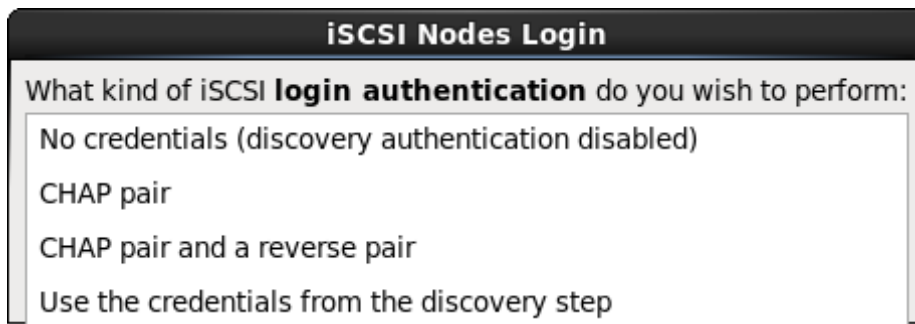 iSCSI Nodes Login
What kind of iSCSI login authentication do you wish to perform:
No credentials (discovery authentication disabled)
CHAP pair
CHAP pair and a reverse pair
Use the credentials from the discovery step